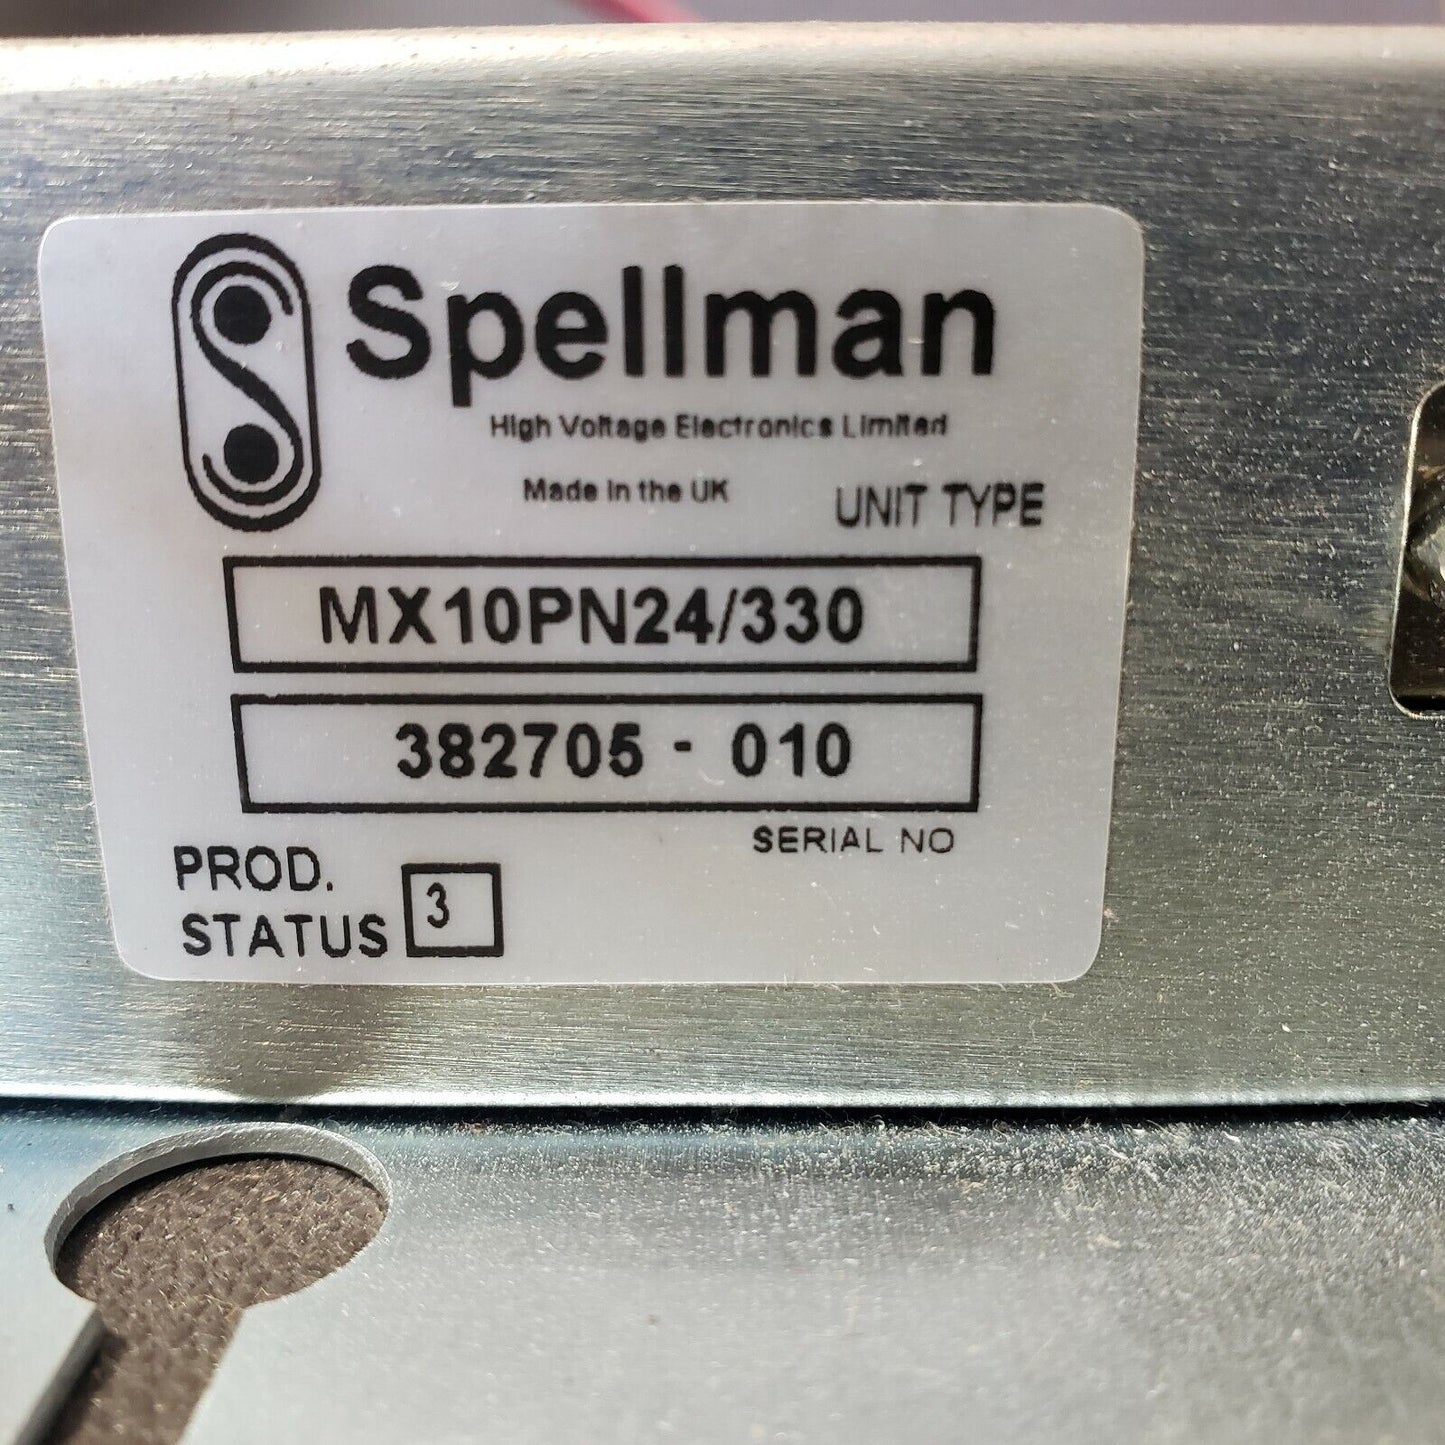 Spellman
High Voltage Electronics Limited
Made In the UK
UNIT TYPE
MX10PN24/330
382705 - 010
SERIAL NO
PROD.
STATUS 3